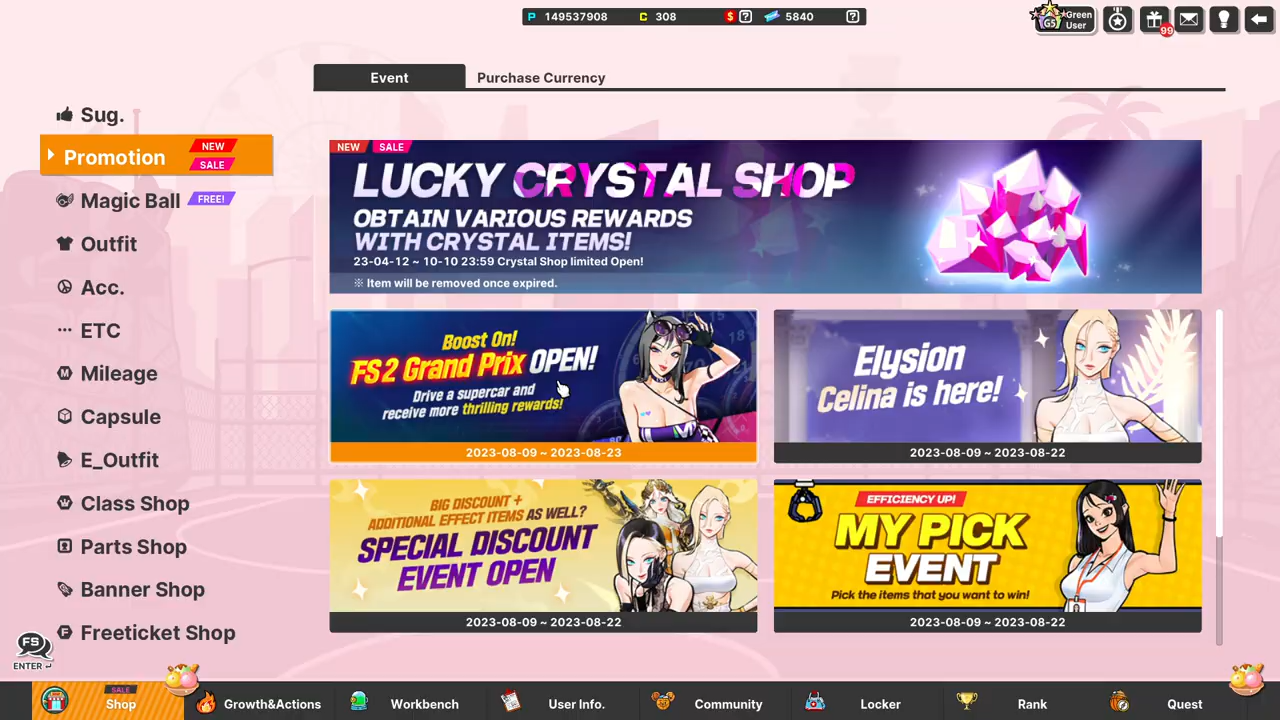 P 149537908 C 308 $ ? 5840 ?
G5 Green
User
99
Event Purchase Currency
Sug.
Promotion NEW
SALE
Magic Ball FREE!
Outfit
Acc.
ETC
Mileage
Capsule
E_Outfit
Class Shop
Parts Shop
Banner Shop
Freeticket Shop
NEW SALE
LUCKY CRYSTAL SHOP
OBTAIN VARIOUS REWARDS
WITH CRYSTAL ITEMS!
23-04-12 ~ 10-10 23:59 Crystal Shop limited Open!
※ Item will be removed once expired.
Boost On!
FS2 Grand Prix OPEN!
Drive a supercar and
receive more thrilling rewards!
2023-08-09 ~ 2023-08-23
Elysion
Celina is here!
2023-08-09 ~ 2023-08-22
BIG DISCOUNT +
ADDITIONAL EFFECT ITEMS AS WELL?
SPECIAL DISCOUNT
EVENT OPEN
2023-08-09 ~ 2023-08-22
EFFICIENCY UP!
MY PICK
EVENT
Pick the items that you want to win!
2023-08-09 ~ 2023-08-22
FS
ENTER ↵
SALE
Shop Growth&Actions Workbench User Info. Community Locker Rank Quest